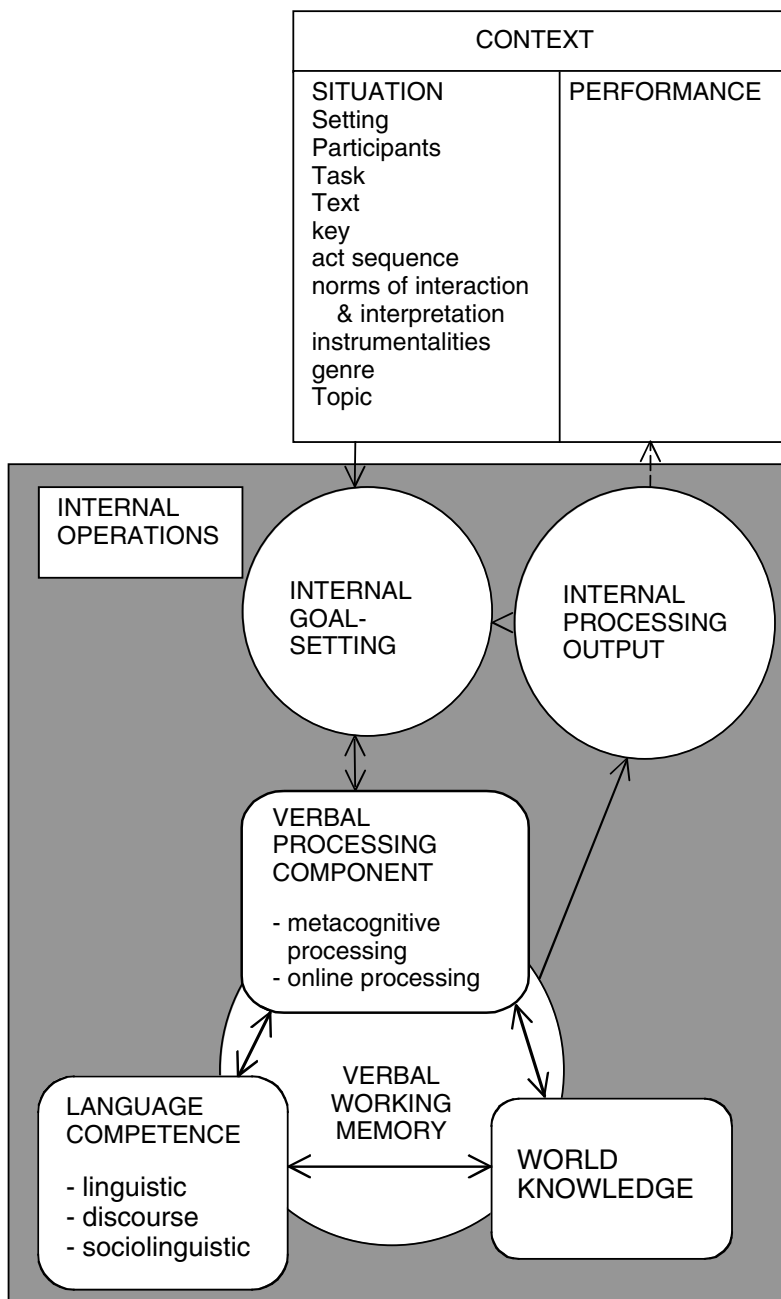 CONTEXT
SITUATION
Setting
Participants
Task
Text
key
act sequence
norms of interaction
& interpretation
instrumentalities
genre
Topic
PERFORMANCE
INTERNAL
OPERATIONS
INTERNAL
GOAL-
SETTING
INTERNAL
PROCESSING
OUTPUT
VERBAL
PROCESSING
COMPONENT
- metacognitive
processing
- online processing
VERBAL
WORKING
MEMORY
LANGUAGE
COMPETENCE
- linguistic
- discourse
- sociolinguistic
WORLD
KNOWLEDGE